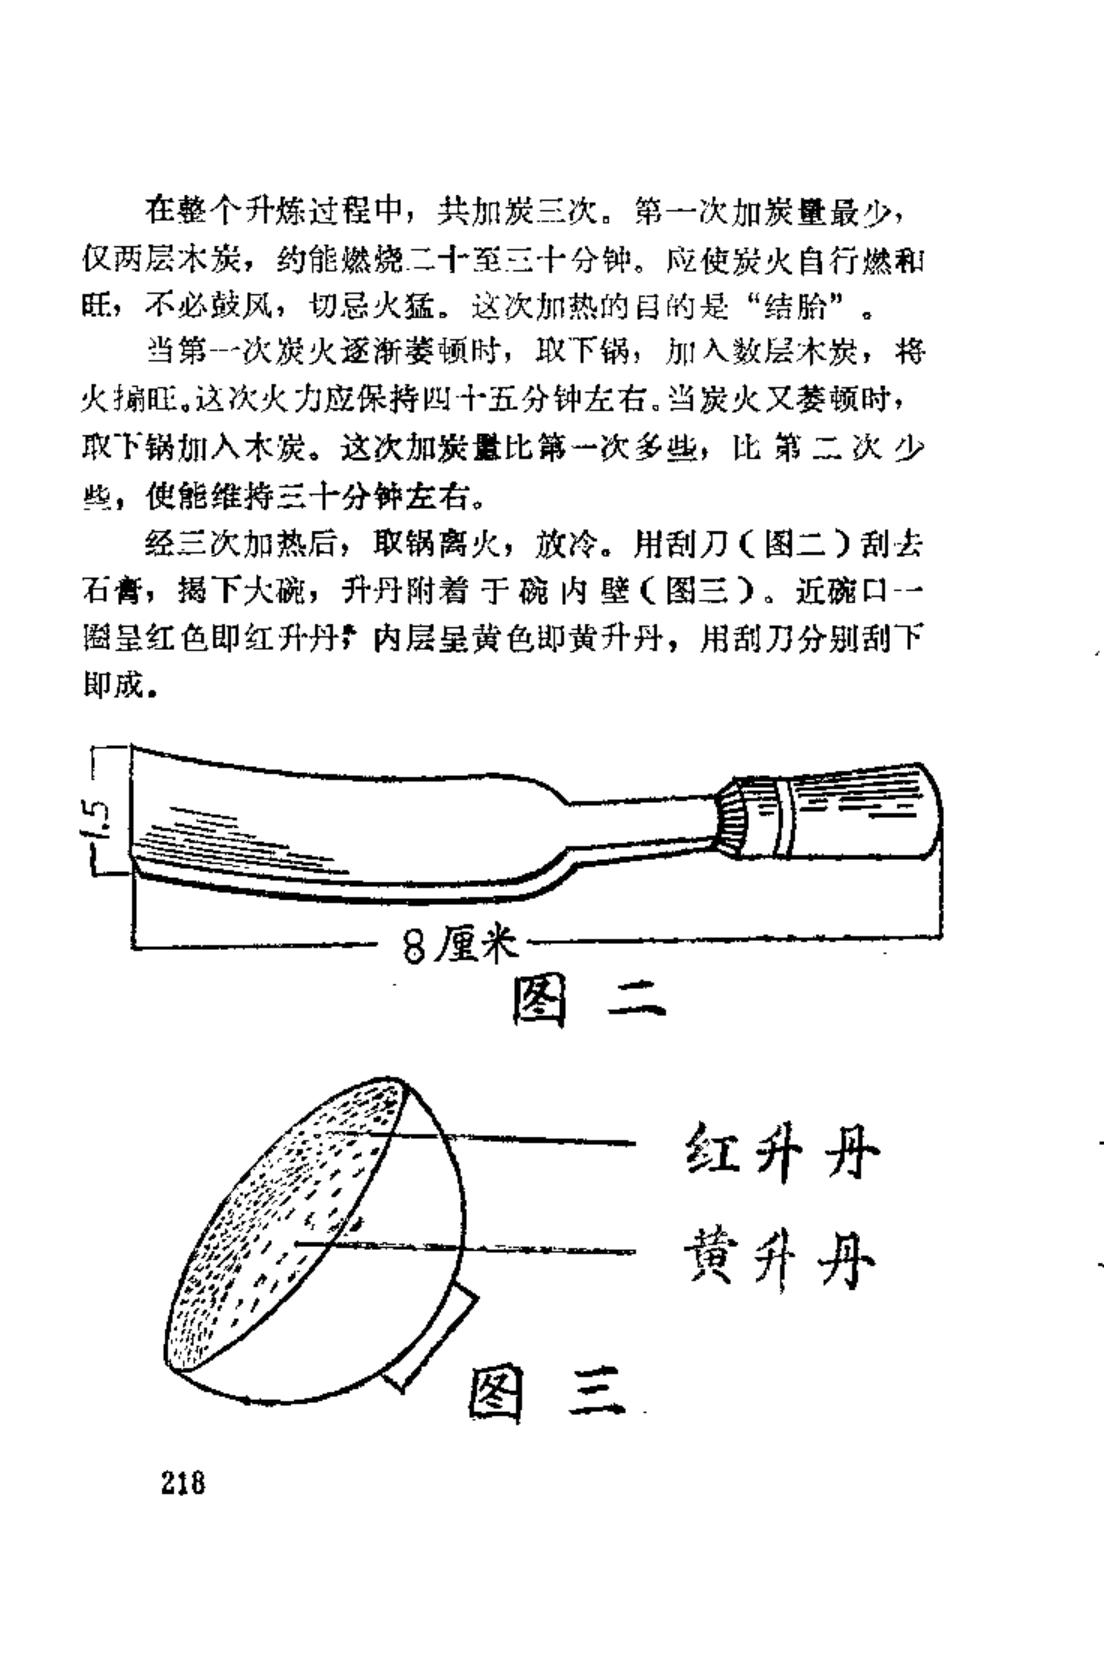 在整个升炼过程中，共加炭三次。第一次加炭量最少，
仅两层木炭，约能燃烧二十至三十分钟。应使炭火自行燃和
旺，不必鼓风，切忌火猛。这次加热的目的是“结胎”。
当第一次炭火逐渐萎顿时，取下锅，加入数层木炭，将
火搧旺。这次火力应保持四十五分钟左右。当炭火又萎顿时，
取下锅加入木炭。这次加炭量比第一次多些，比第二次少
些，使能维持三十分钟左右。
经三次加热后，取锅离火，放冷。用刮刀（图二）刮去
石膏，揭下大碗，升丹附着于碗内壁（图三）。近碗口一
圈呈红色即红升丹；内层呈黄色即黄升丹，用刮刀分别刮下
即成。
1.5
8厘米
图 二
红升丹
黄升丹
图 三
218